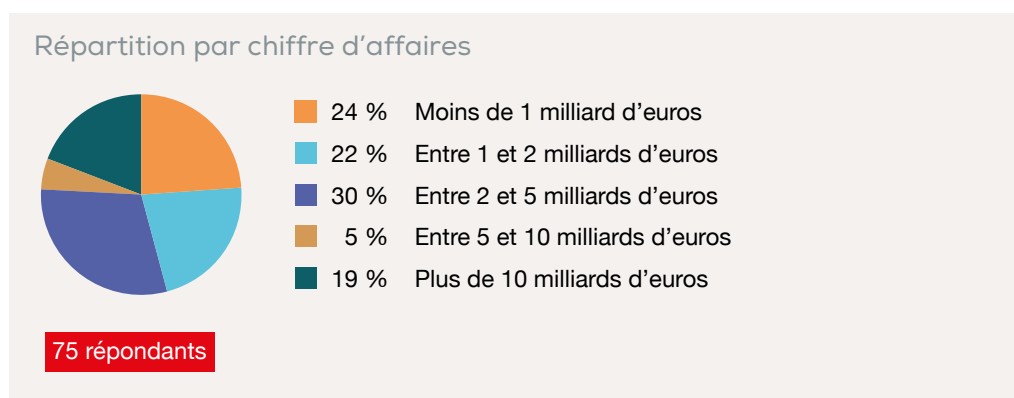 Répartition par chiffre d’affaires
24 % Moins de 1 milliard d’euros
22 % Entre 1 et 2 milliards d’euros
30 % Entre 2 et 5 milliards d’euros
5 % Entre 5 et 10 milliards d’euros
19 % Plus de 10 milliards d’euros
75 répondants